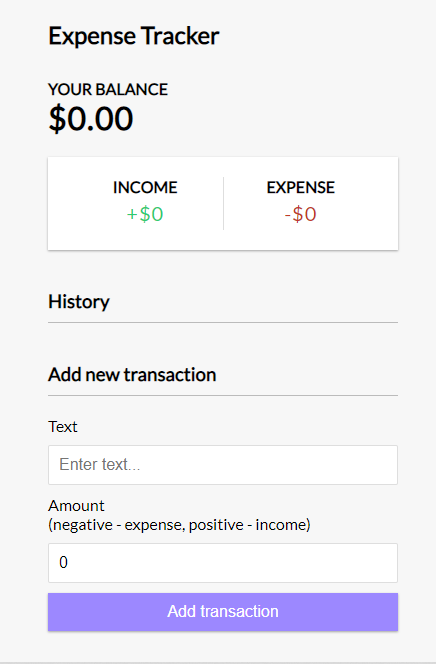 Expense Tracker
YOUR BALANCE
$0.00
INCOME EXPENSE
+$0 -$0
History
Add new transaction
Text
Enter text...
Amount
(negative - expense, positive - income)
0
Add transaction